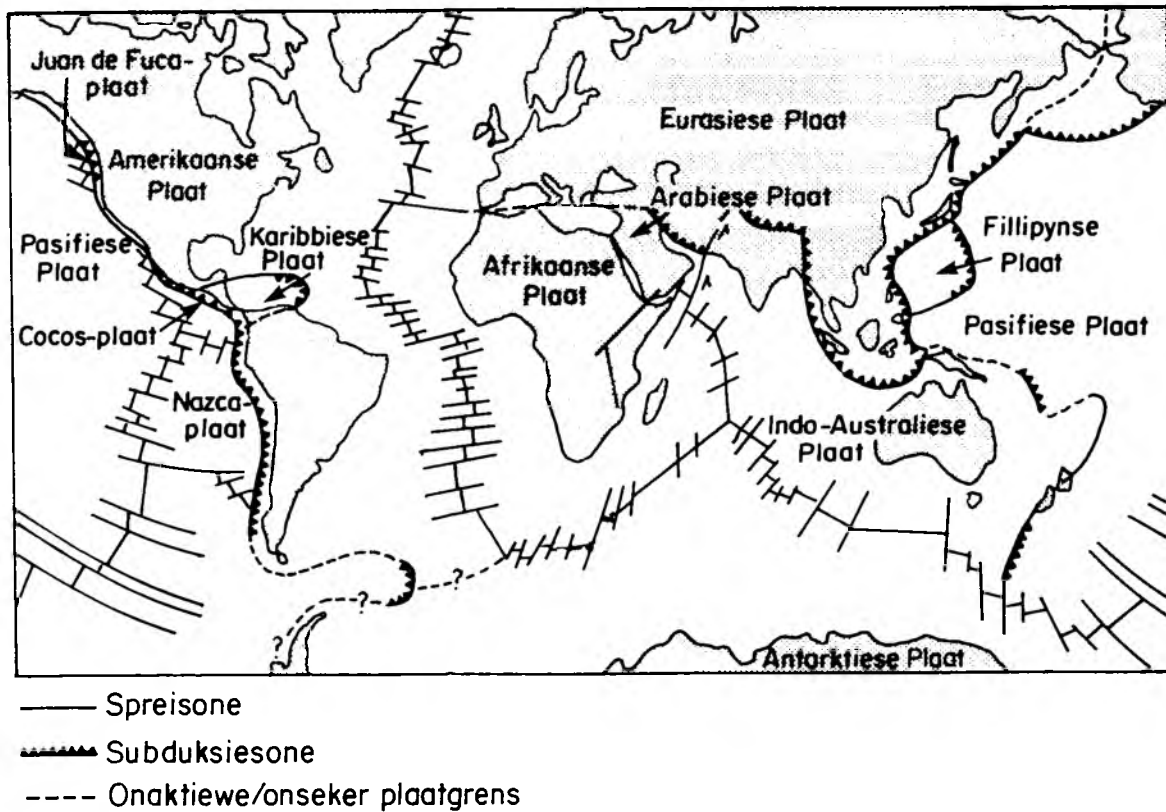 Juan de Fuca-
plaat
Amerikaanse
Plaat
Pasifiese
Plaat
Karibbiese
Plaat
Cocos-plaat
Nazca-
plaat
Eurasiese Plaat
Arabiese Plaat
Afrikaanse
Plaat
Fillipynse
Plaat
Pasifiese Plaat
Indo-Australiese
Plaat
?
?
?
Antarktiese Plaat
Spreisone
Subduksiesone
Onaktiewe/onseker plaatgrens